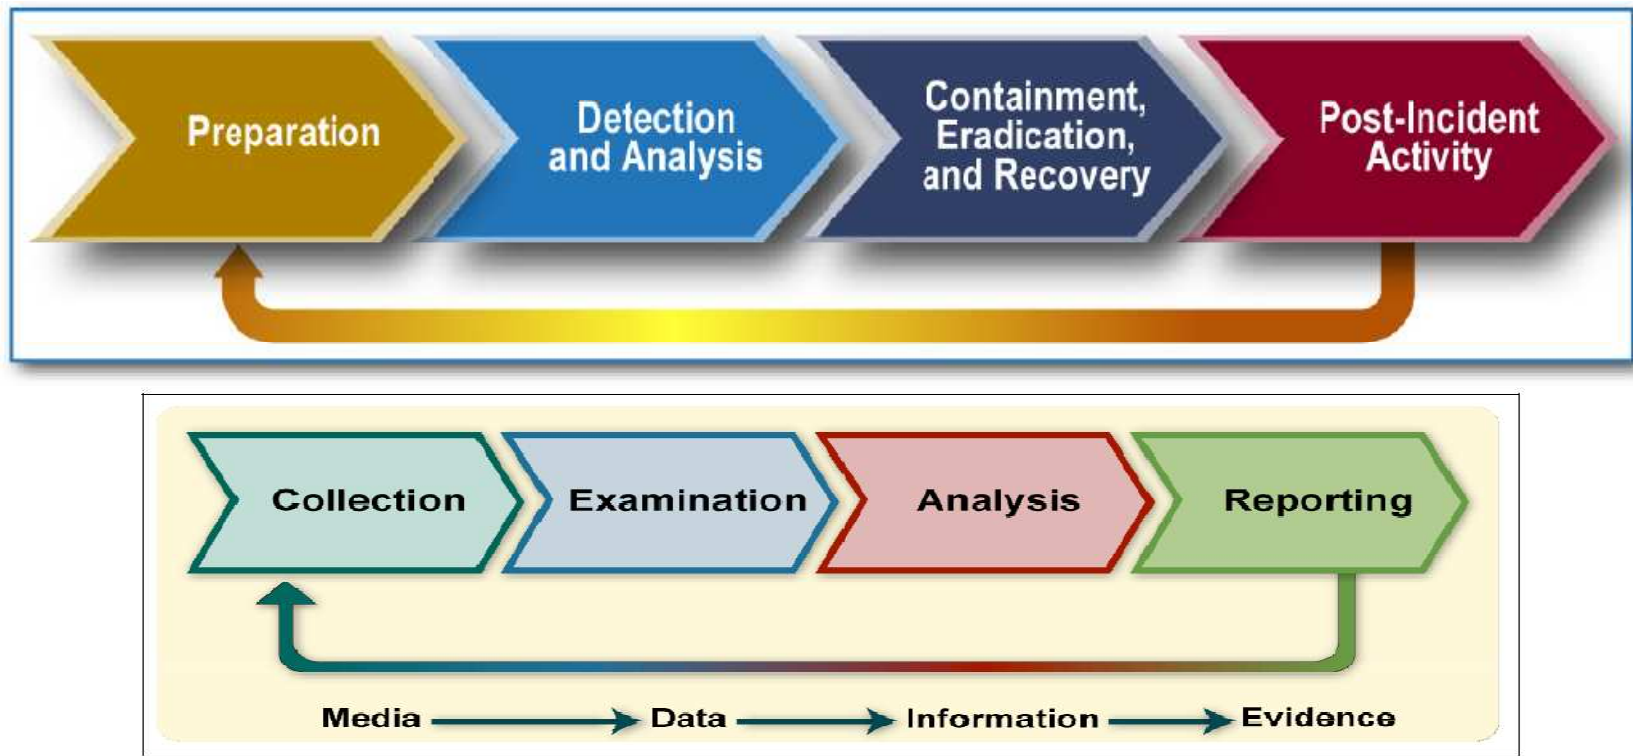 Preparation
Detection
and Analysis
Containment,
Eradication,
and Recovery
Post-Incident
Activity
Collection
Examination
Analysis
Reporting
Media
Data
Information
Evidence